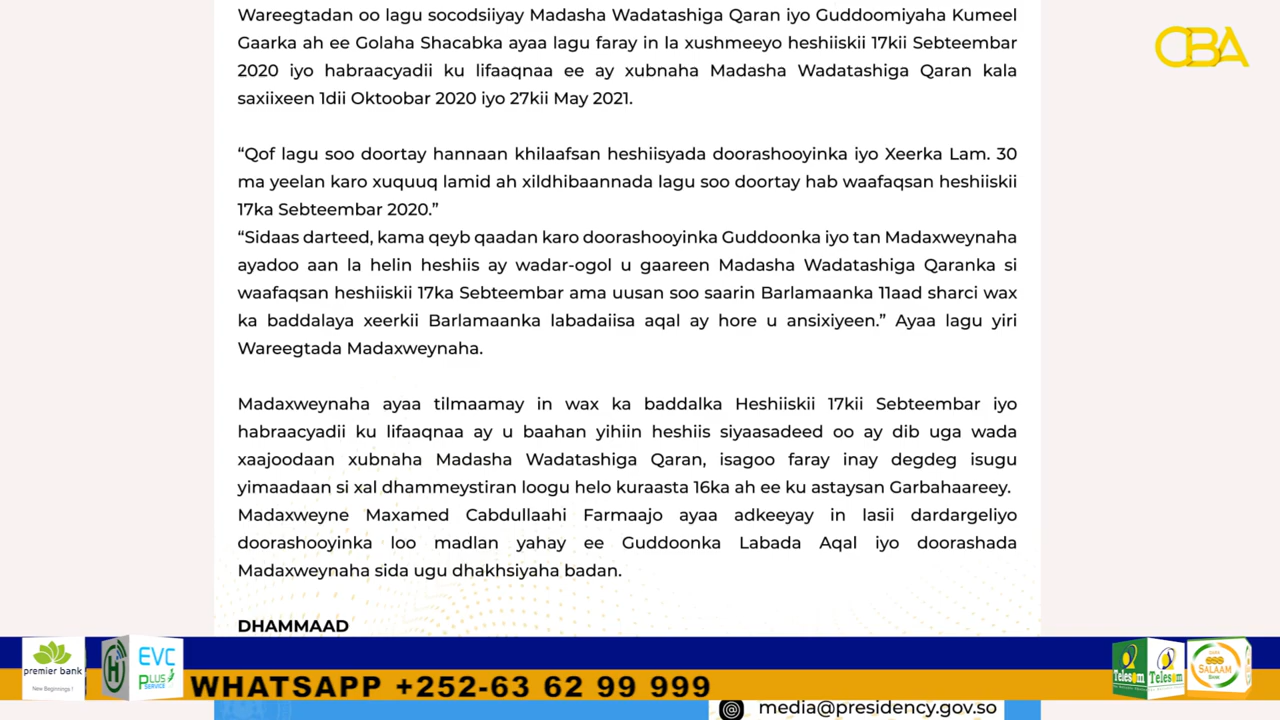 Wareegtadan oo lagu socodsiiyay Madasha Wadatashiga Qaran iyo Guddoomiyaha Kumeel
Gaarka ah ee Golaha Shacabka ayaa lagu faray in la xushmeeyo heshiiskii 17kii Sebteembar
2020 iyo habraacyadii ku lifaaqnaa ee ay xubnaha Madasha Wadatashiga Qaran kala
saxiixeen 1dii Oktoobar 2020 iyo 27kii May 2021.
“Qof lagu soo doortay hannaan khilaafsan heshiisyada doorashooyinka iyo Xeerka Lam. 30
ma yeelan karo xuquuq lamid ah xildhibaannada lagu soo doortay hab waafaqsan heshiiskii
17ka Sebteembar 2020.”
“Sidaas darteed, kama qeyb qaadan karo doorashooyinka Guddoonka iyo tan Madaxweynaha
ayadoo aan la helin heshiis ay wadar-ogol u gaareen Madasha Wadatashiga Qaranka si
waafaqsan heshiiskii 17ka Sebteembar ama uusan soo saarin Barlamaanka 11aad sharci wax
ka baddalaya xeerkii Barlamaanka labadaiisa aqal ay hore u ansixiyeen.” Ayaa lagu yiri
Wareegtada Madaxweynaha.
Madaxweynaha ayaa tilmaamay in wax ka baddalka Heshiiskii 17kii Sebteembar iyo
habraacyadii ku lifaaqnaa ay u baahan yihiin heshiis siyaasadeed oo ay dib uga wada
xaajoodaan xubnaha Madasha Wadatashiga Qaran, isagoo faray inay degdeg isugu
yimaadaan si xal dhammeystiran loogu helo kuraasta 16ka ah ee ku astaysan Garbahaareey.
Madaxweyne Maxamed Cabdullaahi Farmaajo ayaa adkeeyay in lasii dardargeliyo
doorashooyinka loo madlan yahay ee Guddoonka Labada Aqal iyo doorashada
Madaxweynaha sida ugu dhakhsiyaha badan.
DHAMMAAD
media@presidency.gov.so
CBA
premier bank
New Beginnings !
EVC
PLUS
SERVICE
WHATSAPP +252-63 62 99 999
Telesom
Telesom
SALAAM
Bank